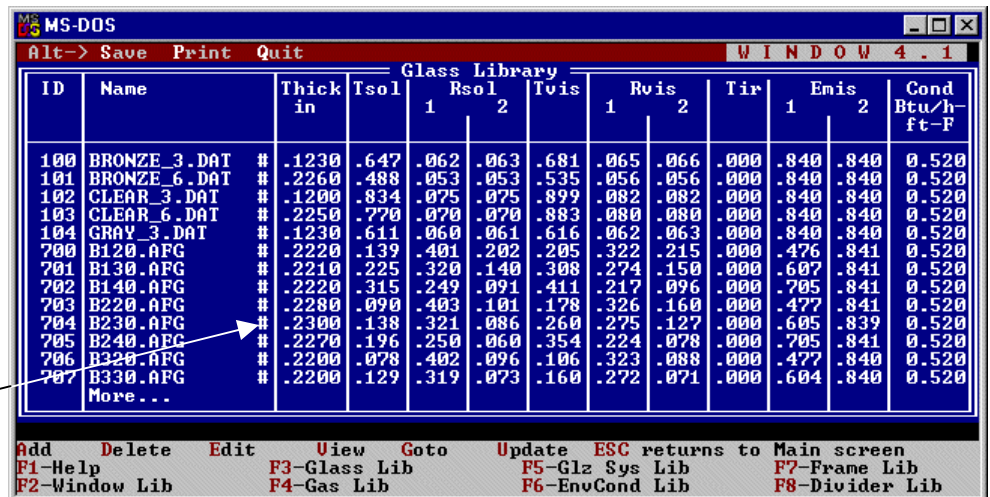 MS-DOS
Alt-> Save Print Quit W I N D O W 4 . 1
Glass Library
ID Name Thick Tsol Rsol Tvis Rvis Tir Emis Cond
in 1 2 1 2 1 2 Btu/h-
ft-F
100 BRONZE_3.DAT # .1230 .647 .062 .063 .681 .065 .066 .000 .840 .840 0.520
101 BRONZE_6.DAT # .2260 .488 .053 .053 .535 .056 .056 .000 .840 .840 0.520
102 CLEAR_3.DAT # .1200 .834 .075 .075 .899 .082 .082 .000 .840 .840 0.520
103 CLEAR_6.DAT # .2250 .770 .070 .070 .883 .080 .080 .000 .840 .840 0.520
104 GRAY_3.DAT # .1230 .611 .060 .061 .616 .062 .063 .000 .840 .840 0.520
700 B120.AFG # .2220 .139 .401 .202 .205 .322 .215 .000 .476 .841 0.520
701 B130.AFG # .2210 .225 .320 .140 .308 .274 .150 .000 .607 .841 0.520
702 B140.AFG # .2220 .315 .249 .091 .411 .217 .096 .000 .705 .841 0.520
703 B220.AFG # .2280 .090 .403 .101 .178 .326 .160 .000 .477 .841 0.520
704 B230.AFG # .2300 .138 .321 .086 .260 .275 .127 .000 .605 .839 0.520
705 B240.AFG # .2270 .196 .250 .060 .354 .224 .078 .000 .705 .841 0.520
706 B320.AFG # .2200 .078 .402 .096 .106 .323 .088 .000 .477 .840 0.520
707 B330.AFG # .2200 .129 .319 .073 .160 .272 .071 .000 .604 .840 0.520
More...
Add Delete Edit View Goto Update ESC returns to Main screen
F1-Help F3-Glass Lib F5-Glz Sys Lib F7-Frame Lib
F2-Window Lib F4-Gas Lib F6-EnvCond Lib F8-Divider Lib